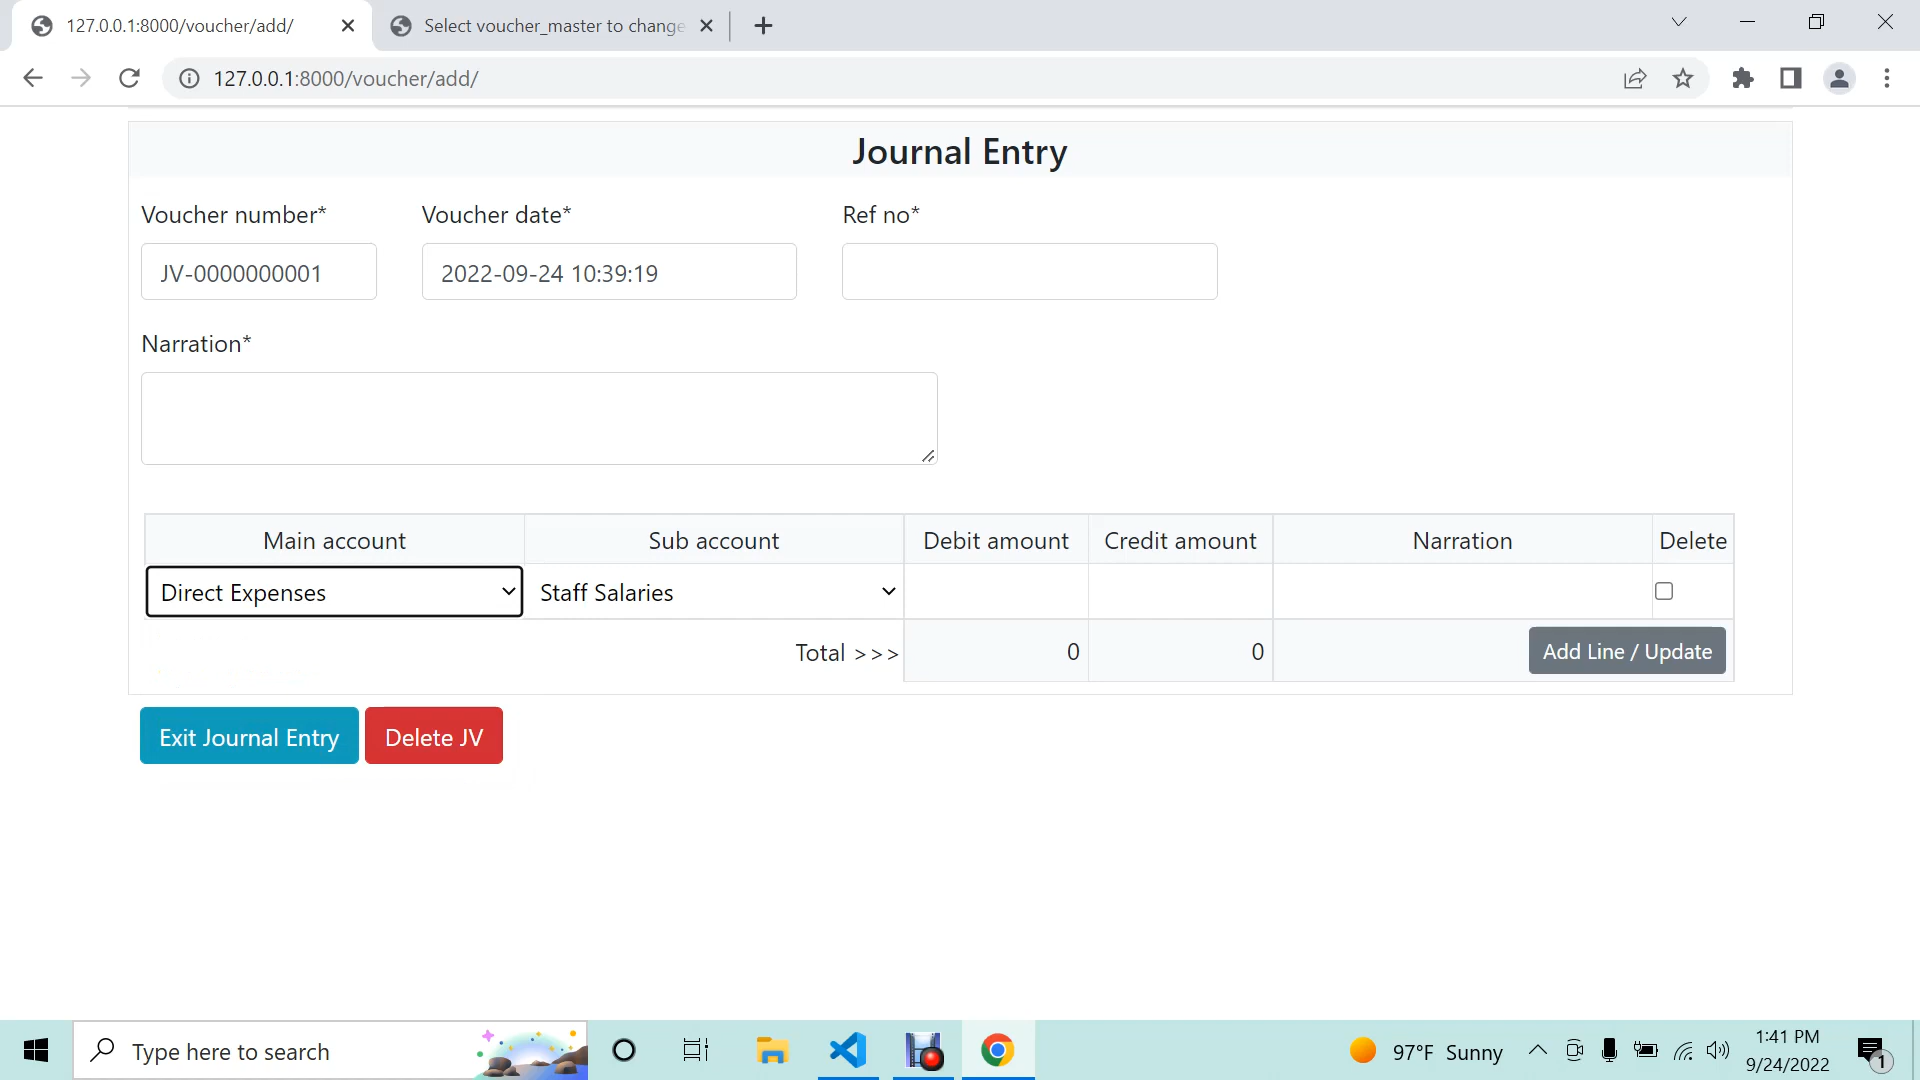 127.0.0.1:8000/voucher/add/
Select voucher_master to change
127.0.0.1:8000/voucher/add/
Journal Entry
Voucher number* Voucher date* Ref no*
JV-0000000001 2022-09-24 10:39:19
Narration*
Main account Sub account Debit amount Credit amount Narration Delete
Direct Expenses Staff Salaries
Total >>> 0 0 Add Line / Update
Exit Journal Entry Delete JV
Type here to search
97°F Sunny
1:41 PM
9/24/2022
1